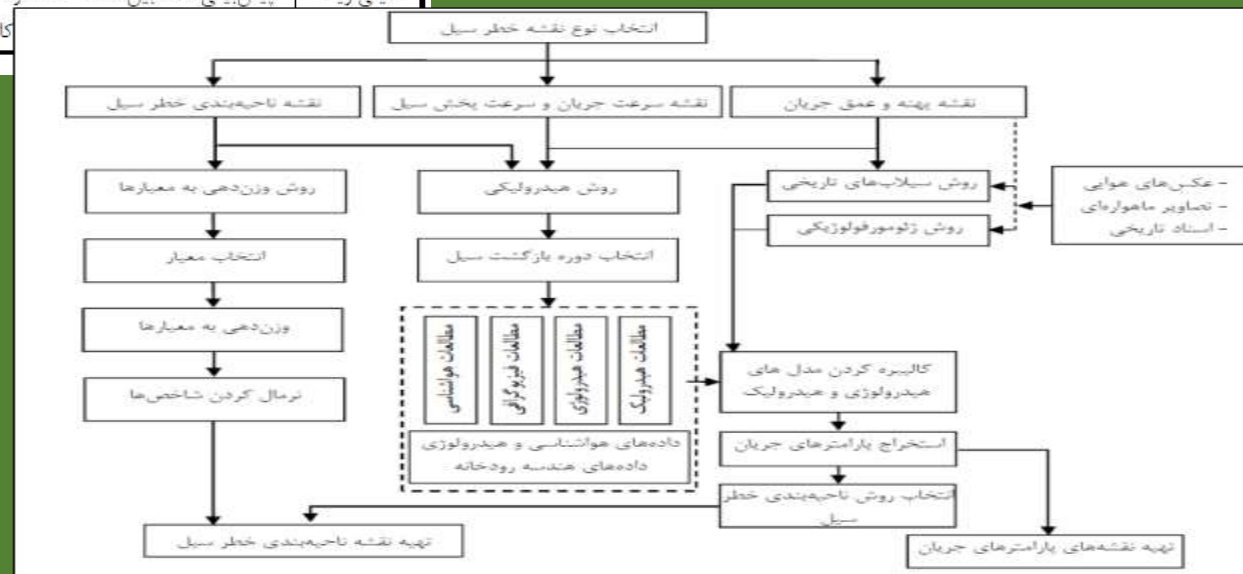 انتخاب نوع نقشه خطر سیل
نقشه پهنه و عمق جریان
نقشه سرعت جریان و سرعت پخش سیل
نقشه ناحیه‌بندی خطر سیل
روش سیلاب‌های تاریخی
روش ژئومورفولوژیکی
- عکس‌های هوایی
- تصاویر ماهواره‌ای
- اسناد تاریخی
روش هیدرولیکی
روش وزن‌دهی به معیارها
انتخاب دوره بازگشت سیل
انتخاب معیار
وزن‌دهی به معیارها
نرمال کردن شاخص‌ها
مطالعات هیدرولیک
مطالعات هیدرولوژی
مطالعات فیزیوگرافی
مطالعات هواشناسی
داده‌های هواشناسی و هیدرولوژی
داده‌های هندسه رودخانه
کالیبره کردن مدل های
هیدرولوژی و هیدرولیک
استخراج پارامترهای جریان
انتخاب روش ناحیه‌بندی خطر
سیل
تهیه نقشه‌های پارامترهای جریان
تهیه نقشه ناحیه‌بندی خطر سیل